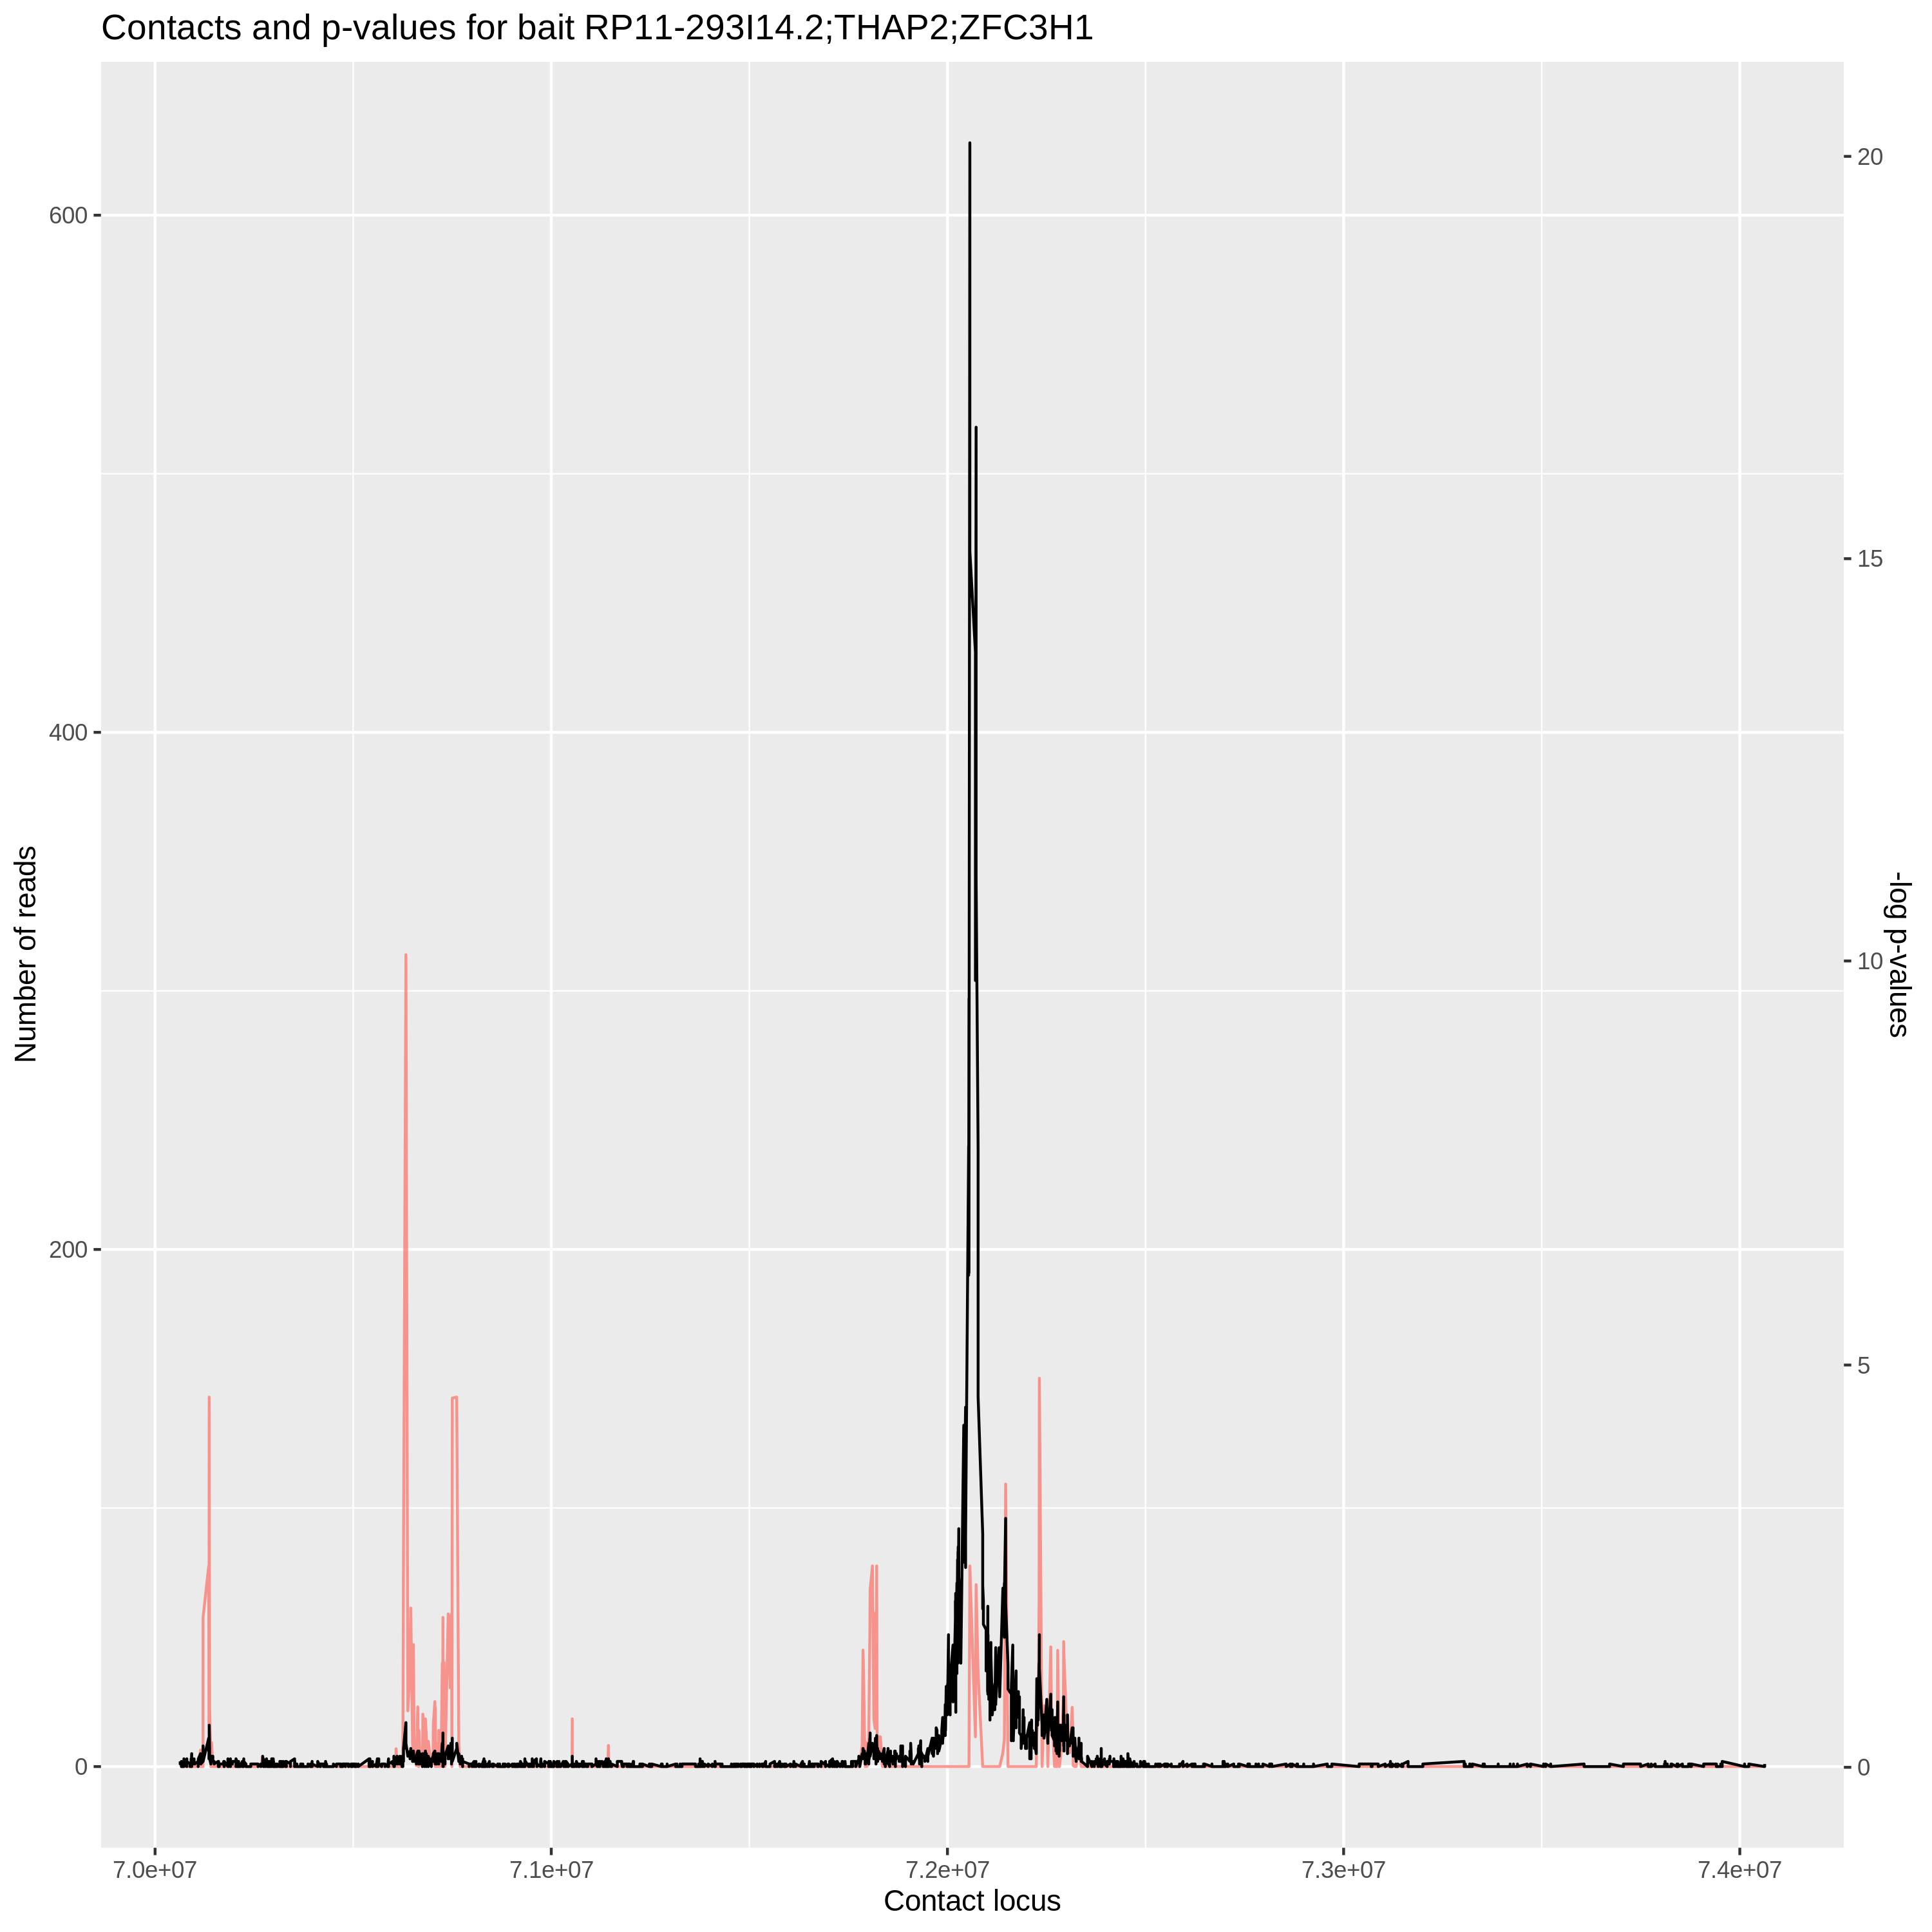 Contacts and p-values for bait RP11-293I14.2;THAP2;ZFC3H1
600
400
200
0
Number of reads
20
15
10
5
0
-log p-values
7.0e+07 7.1e+07 7.2e+07 7.3e+07 7.4e+07
Contact locus